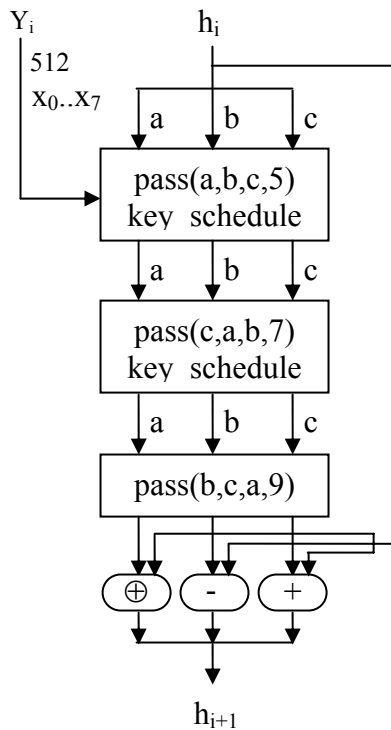 Yᵢ hᵢ
512
x₀..x₇
a b c
pass(a,b,c,5)
key schedule
a b c
pass(c,a,b,7)
key schedule
a b c
pass(b,c,a,9)
⊕ - +
hᵢ₊₁